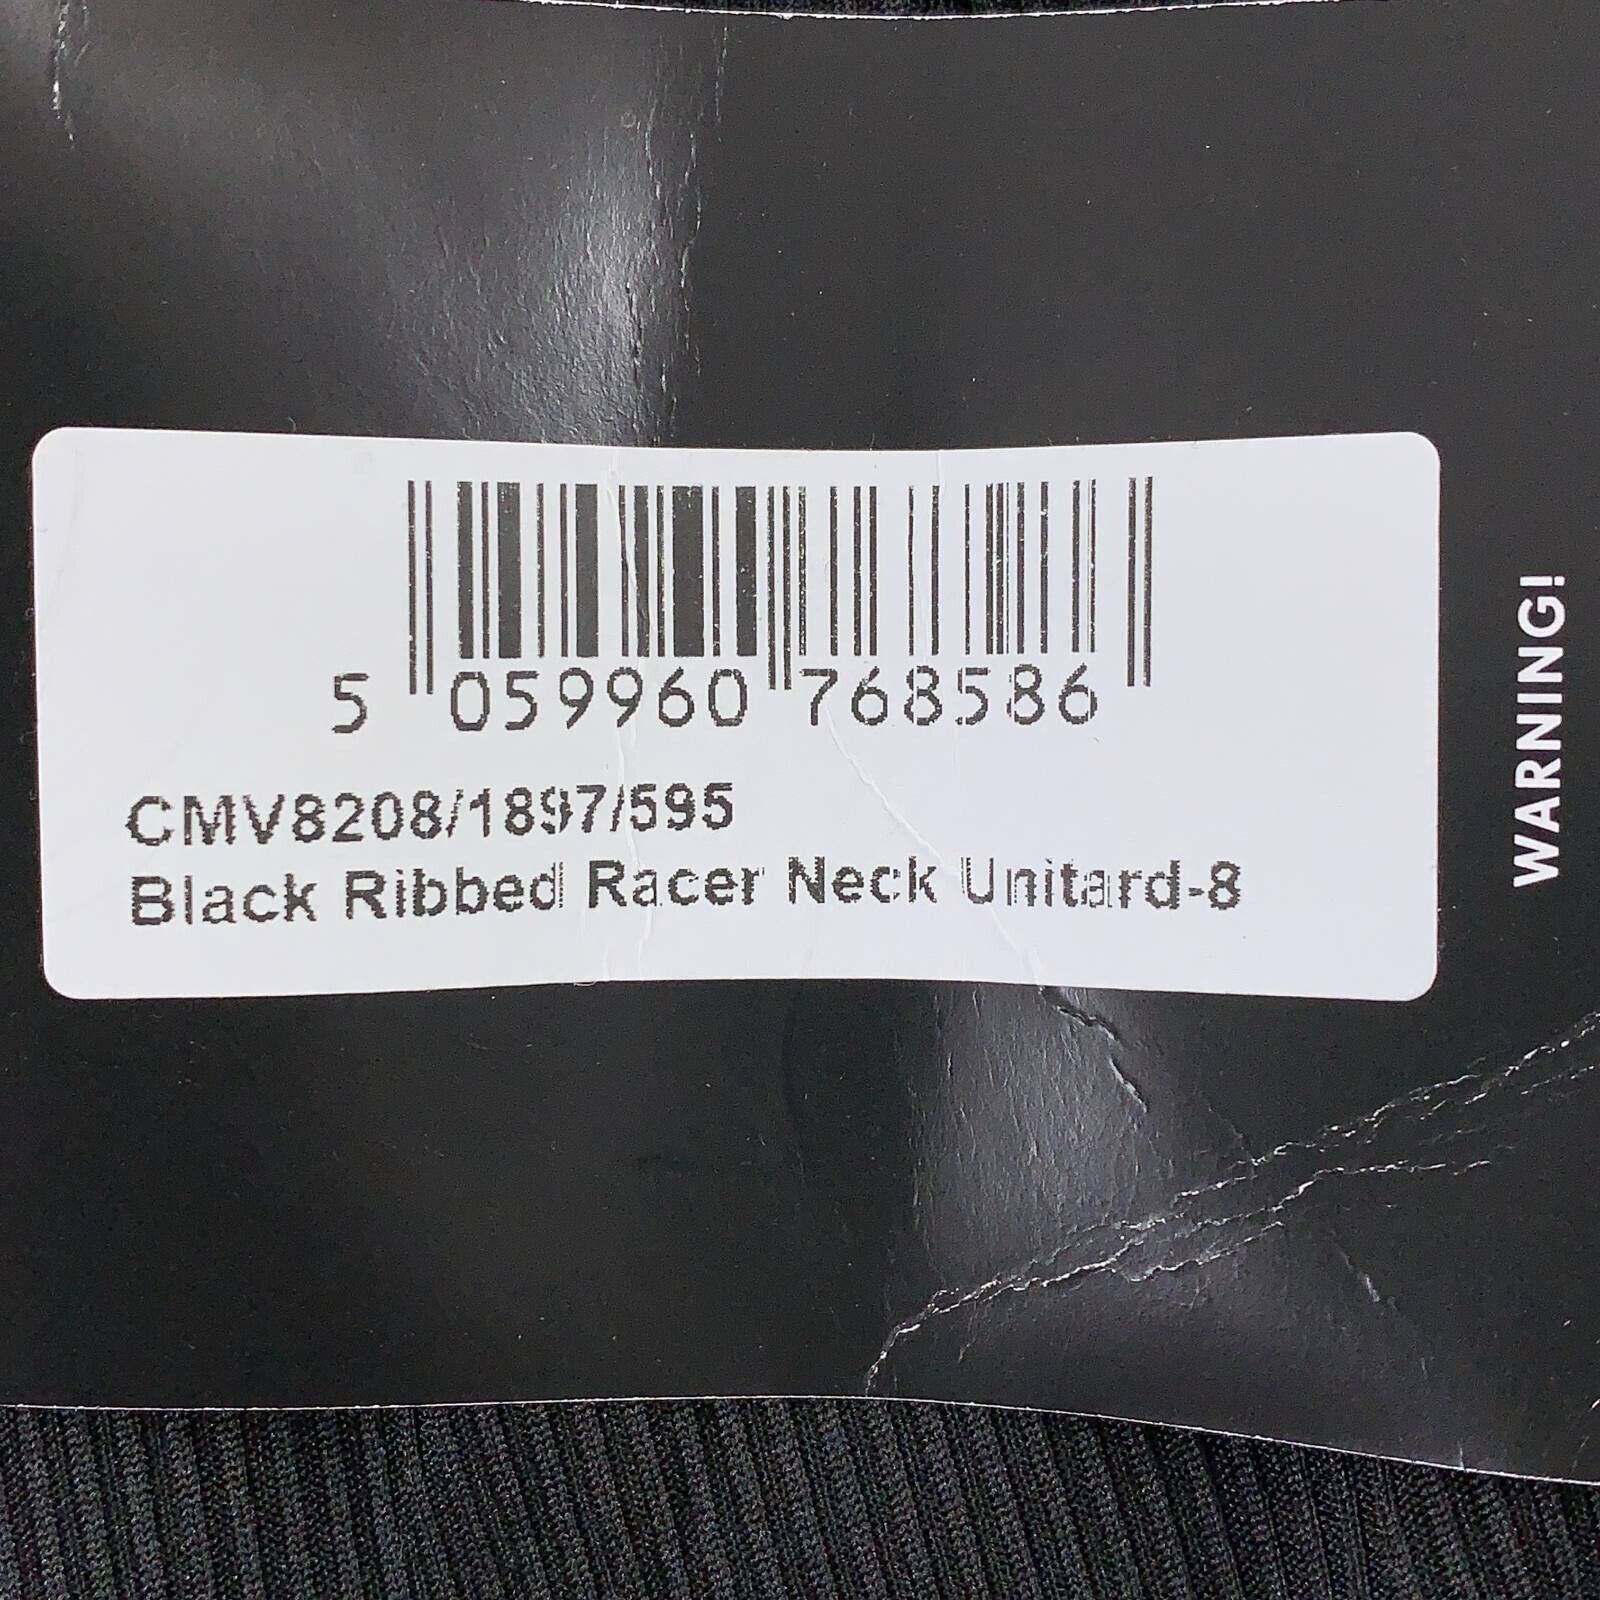 5 059960 768586
CMV8208/1897/595
Black Ribbed Racer Neck Unitard-8
WARNING!